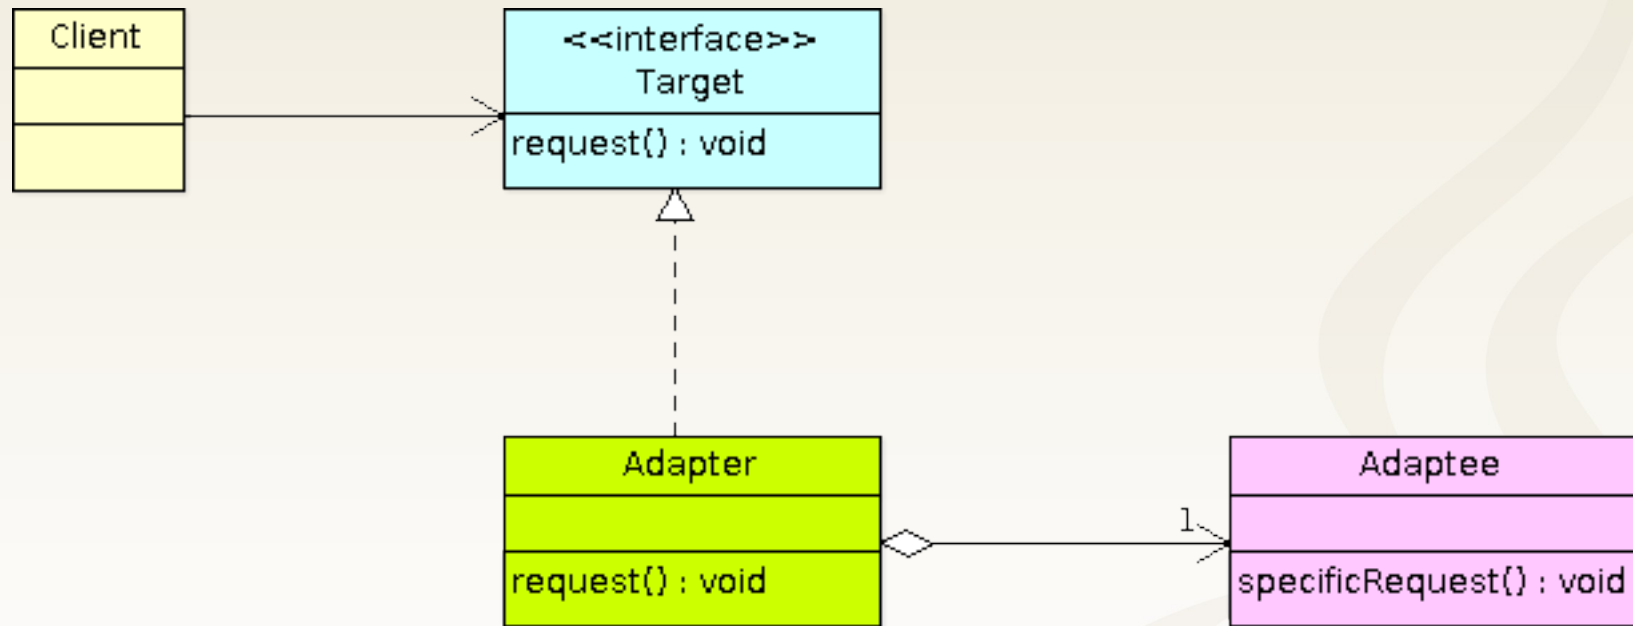 Client
<<interface>>
Target
request() : void
Adapter
request() : void
1
Adaptee
specificRequest() : void